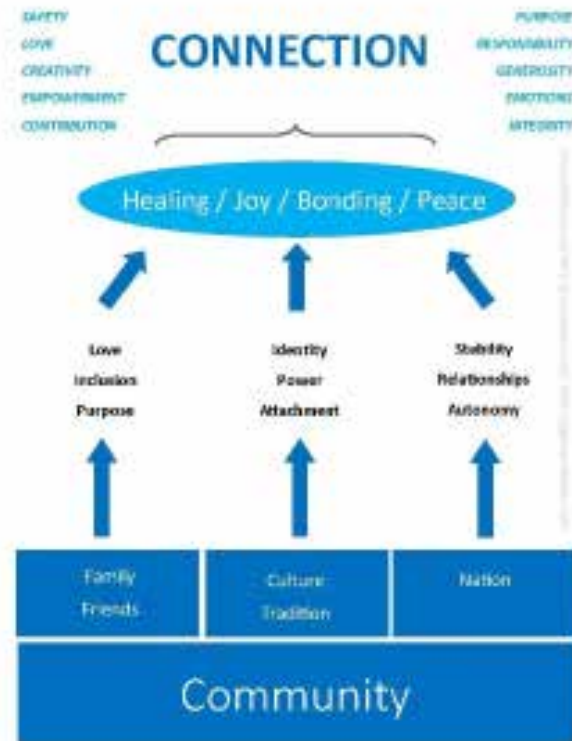 SAFETY
LOVE
CREATIVITY
EMPOWERMENT
CONTRIBUTION
CONNECTION
PURPOSE
RESPONSIBILITY
GENEROSITY
EMOTIONS
INTEGRITY
Healing / Joy / Bonding / Peace
Love
Inclusion
Purpose
Identity
Power
Attachment
Stability
Relationships
Autonomy
Family
Friends
Culture
Tradition
Nation
Community